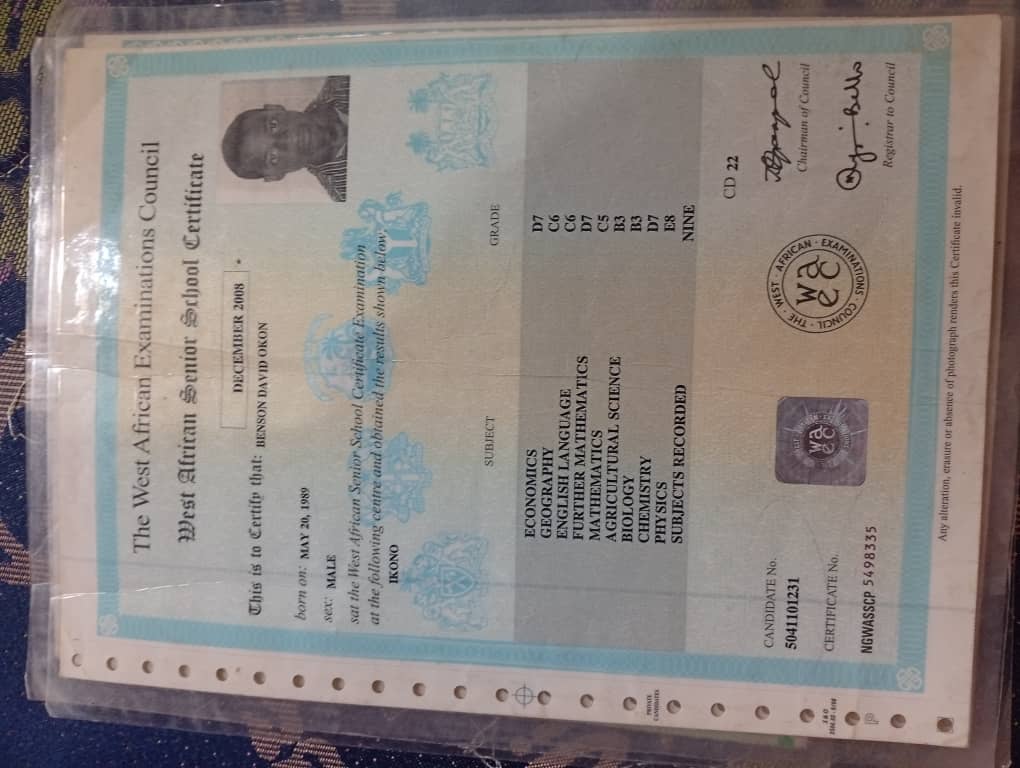 The West African Examinations Council
West African Senior School Certificate
DECEMBER 2008
This is to Certify that: BENSON DAVID OKON
born on: MAY 20, 1989
sex: MALE
sat the West African Senior School Certificate Examination
at the following centre and obtained the results shown below:
IKONO
SUBJECT GRADE
ECONOMICS D7
GEOGRAPHY C6
ENGLISH LANGUAGE C6
FURTHER MATHEMATICS D7
MATHEMATICS C5
AGRICULTURAL SCIENCE B3
BIOLOGY B3
CHEMISTRY D7
PHYSICS E8
SUBJECTS RECORDED NINE
CD 22
CANDIDATE No.
5041101231
THE WEST AFRICAN EXAMINATIONS COUNCIL
waec
waec
Chairman of Council
CERTIFICATE No.
NGWASSCP 5498335
Registrar to Council
Any alteration, erasure or absence of photograph renders this Certificate invalid.
PRIVATE
CANDIDATES